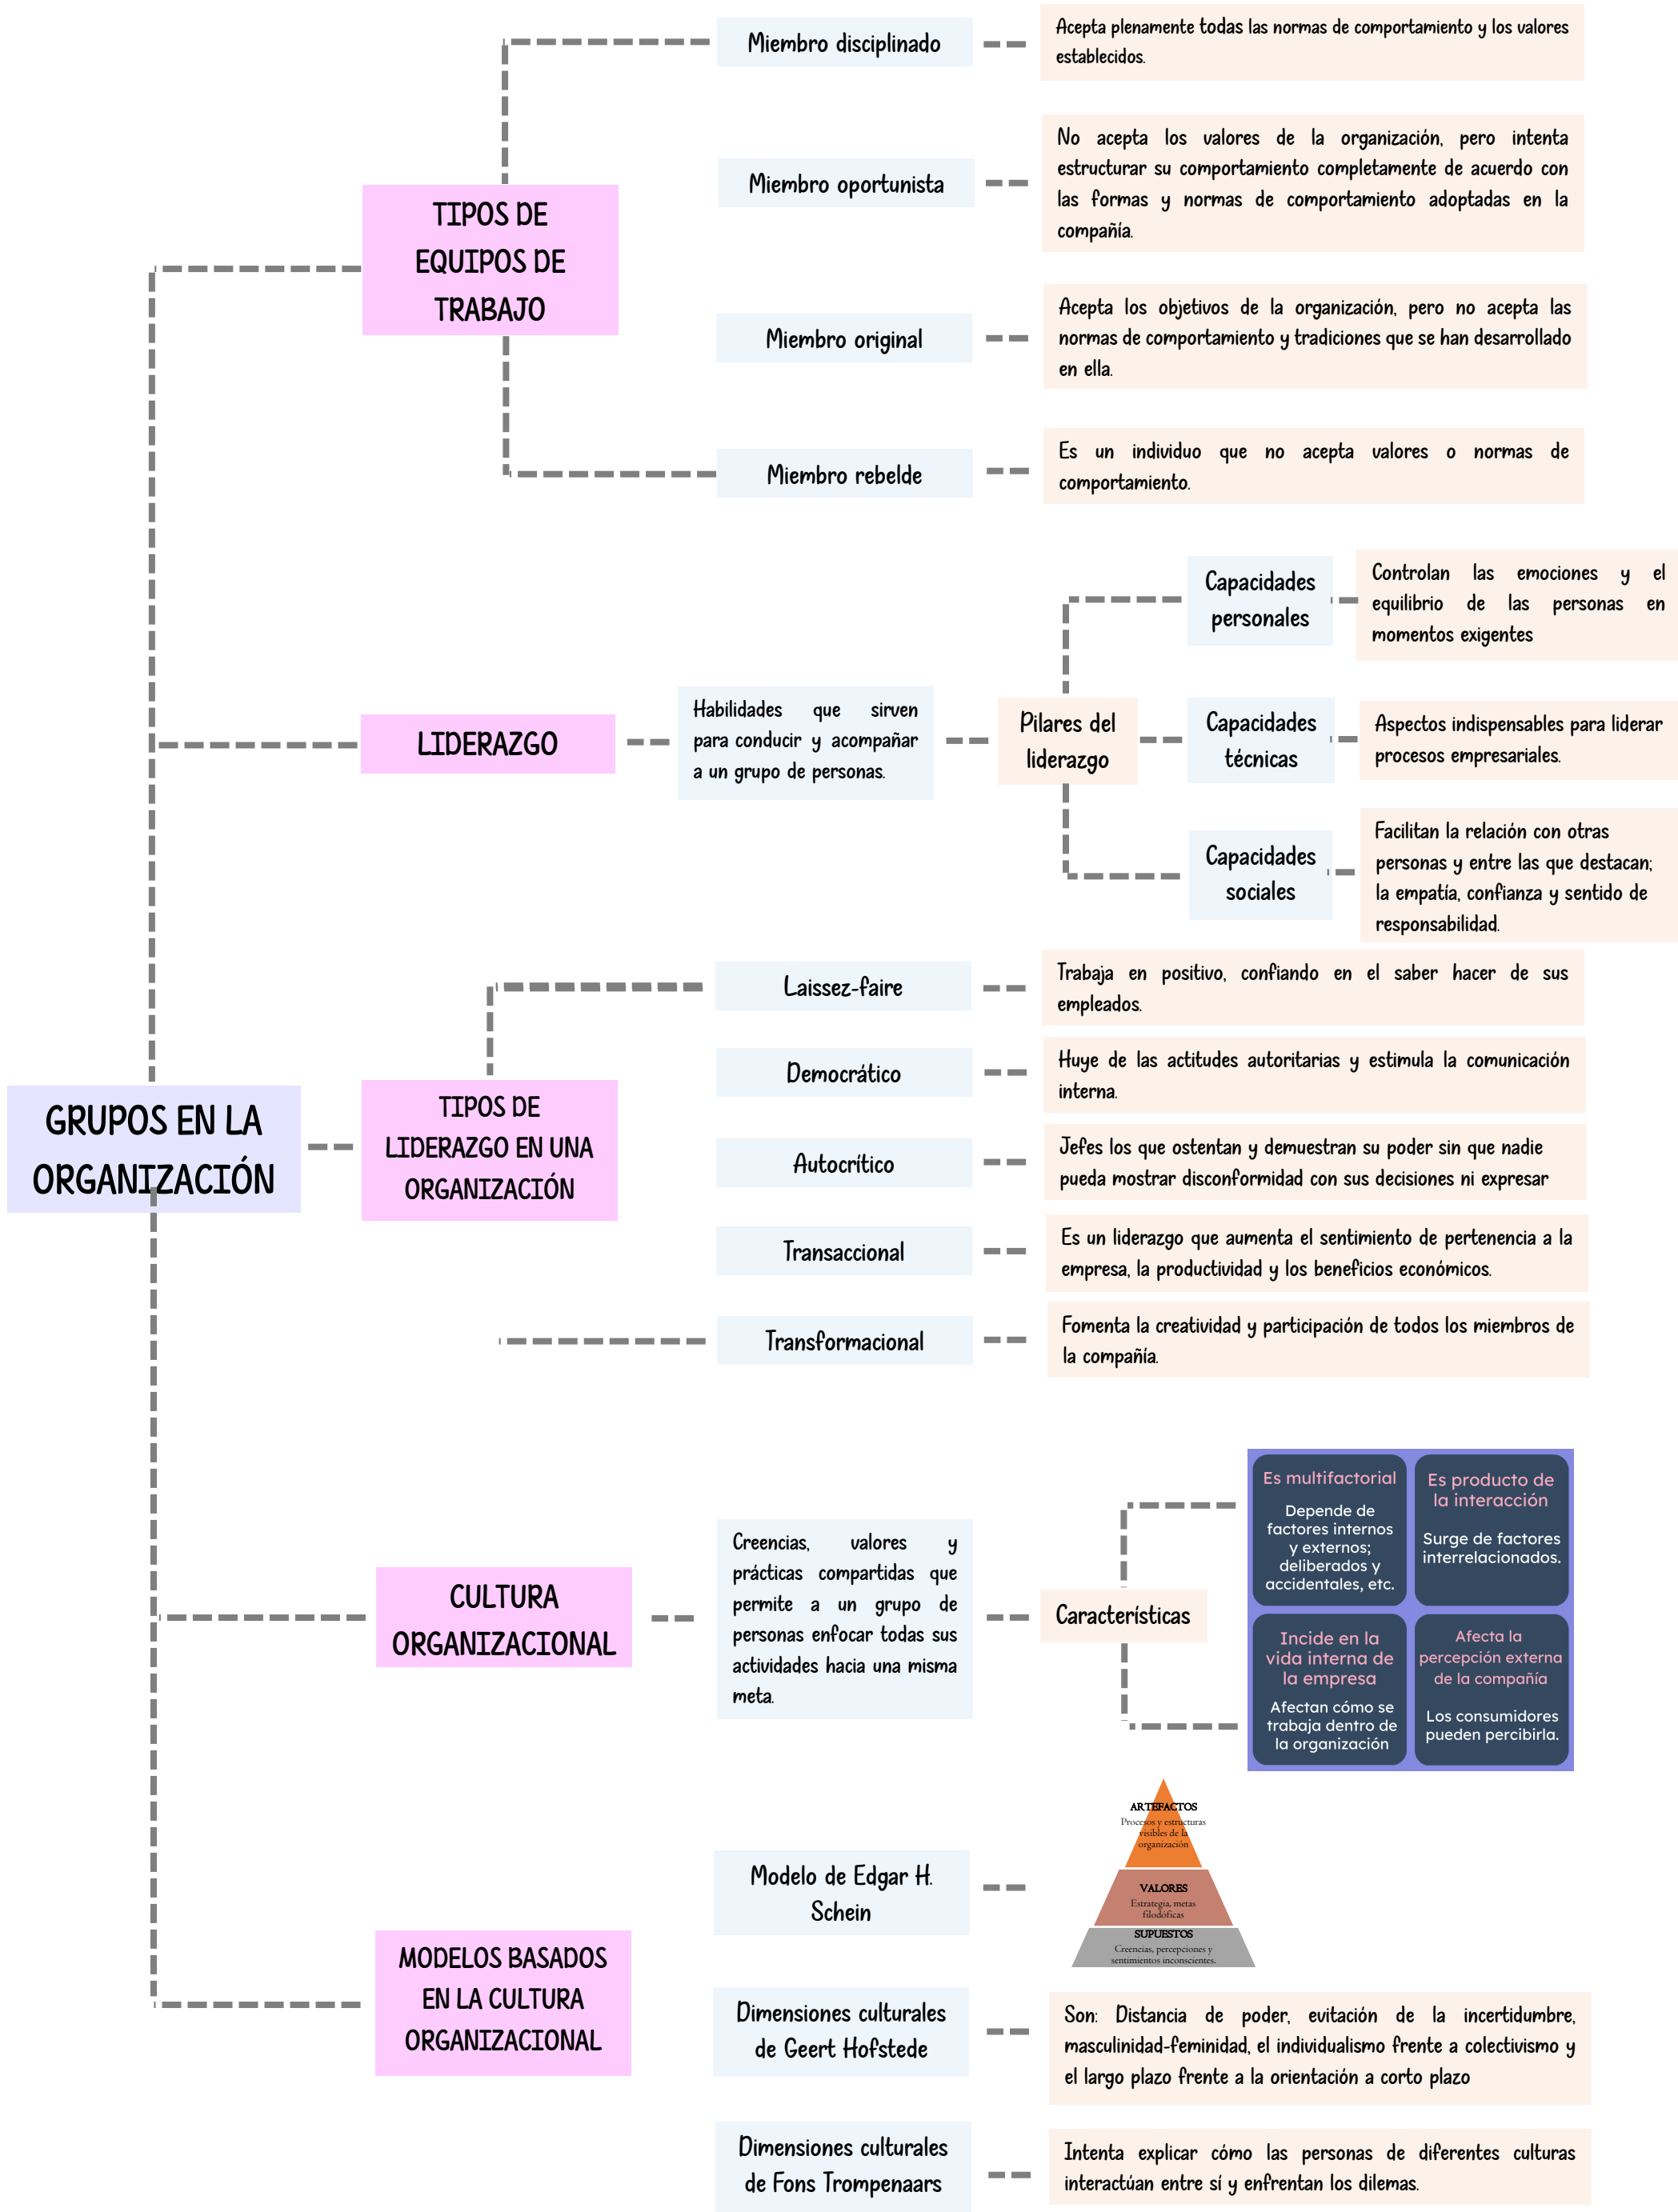 Miembro disciplinado
Acepta plenamente todas las normas de comportamiento y los valores
establecidos.
No acepta los valores de la organización, pero intenta
estructurar su comportamiento completamente de acuerdo con
las formas y normas de comportamiento adoptadas en la
compañía.
Miembro oportunista
TIPOS DE
EQUIPOS DE
TRABAJO
Acepta los objetivos de la organización, pero no acepta las
normas de comportamiento y tradiciones que se han desarrollado
en ella.
Miembro original
Miembro rebelde
Es un individuo que no acepta valores o normas de
comportamiento.
LIDERAZGO
Habilidades que sirven
para conducir y acompañar
a un grupo de personas.
Pilares del
liderazgo
Capacidades
personales
Controlan las emociones y el
equilibrio de las personas en
momentos exigentes
Capacidades
técnicas
Aspectos indispensables para liderar
procesos empresariales.
Capacidades
sociales
Facilitan la relación con otras
personas y entre las que destacan;
la empatía, confianza y sentido de
responsabilidad.
GRUPOS EN LA
ORGANIZACIÓN
TIPOS DE
LIDERAZGO EN UNA
ORGANIZACIÓN
Laissez-faire
Trabaja en positivo, confiando en el saber hacer de sus
empleados.
Democrático
Huye de las actitudes autoritarias y estimula la comunicación
interna.
Autocrítico
Jefes los que ostentan y demuestran su poder sin que nadie
pueda mostrar disconformidad con sus decisiones ni expresar
Transaccional
Es un liderazgo que aumenta el sentimiento de pertenencia a la
empresa, la productividad y los beneficios económicos.
Transformacional
Fomenta la creatividad y participación de todos los miembros de
la compañía.
CULTURA
ORGANIZACIONAL
Creencias, valores y
prácticas compartidas que
permite a un grupo de
personas enfocar todas sus
actividades hacia una misma
meta.
Características
Es multifactorial
Depende de
factores internos
y externos;
deliberados y
accidentales, etc.
Es producto de
la interacción
Surge de factores
interrelacionados.
Incide en la
vida interna de
la empresa
Afectan cómo se
trabaja dentro de
la organización
Afecta la
percepción externa
de la compañía
Los consumidores
pueden percibirla.
MODELOS BASADOS
EN LA CULTURA
ORGANIZACIONAL
Modelo de Edgar H.
Schein
ARTEFACTOS
Procesos y estructuras
visibles de la
organización
VALORES
Estrategia, metas
filodóficas
SUPUESTOS
Creencias, percepciones y
sentimientos inconscientes.
Dimensiones culturales
de Geert Hofstede
Son: Distancia de poder, evitación de la incertidumbre,
masculinidad-feminidad, el individualismo frente a colectivismo y
el largo plazo frente a la orientación a corto plazo
Dimensiones culturales
de Fons Trompenaars
Intenta explicar cómo las personas de diferentes culturas
interactúan entre sí y enfrentan los dilemas.